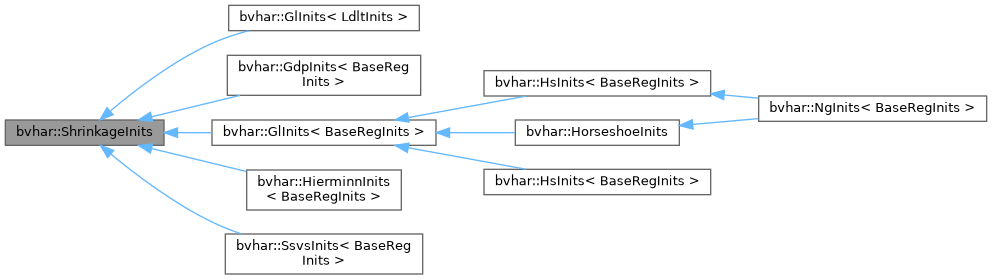 bvhar::GlInits< LdltInits >
bvhar::GdpInits< BaseReg
Inits >
bvhar::ShrinkageInits
bvhar::GlInits< BaseRegInits >
bvhar::HierminnInits
< BaseRegInits >
bvhar::SsvsInits< BaseReg
Inits >
bvhar::HsInits< BaseRegInits >
bvhar::HorseshoeInits
bvhar::HsInits< BaseRegInits >
bvhar::NgInits< BaseRegInits >